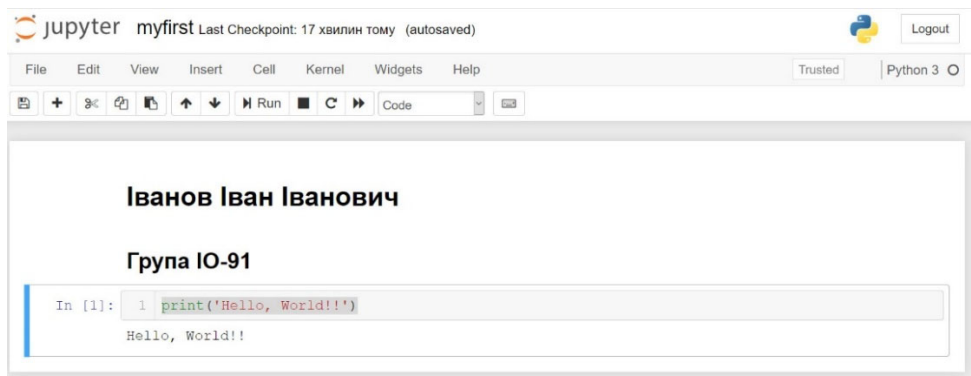 jupyter myfirst Last Checkpoint: 17 хвилин тому (autosaved) Logout
File Edit View Insert Cell Kernel Widgets Help Trusted Python 3
Run Code
Іванов Іван Іванович
Група ІО-91
In [1]: 1 print('Hello, World!!')
Hello, World!!